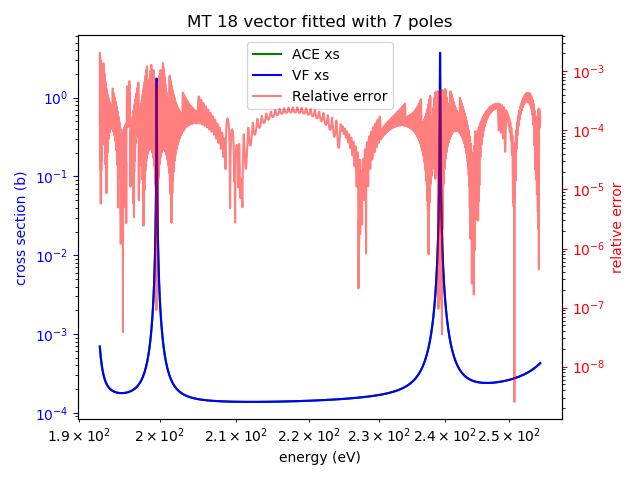 MT 18 vector fitted with 7 poles
ACE xs
VF xs
Relative error
cross section (b)
10⁰
10⁻¹
10⁻²
10⁻³
10⁻⁴
relative error
10⁻³
10⁻⁴
10⁻⁵
10⁻⁶
10⁻⁷
10⁻⁸
1.9 × 10² 2 × 10² 2.1 × 10² 2.2 × 10² 2.3 × 10² 2.4 × 10² 2.5 × 10²
energy (eV)